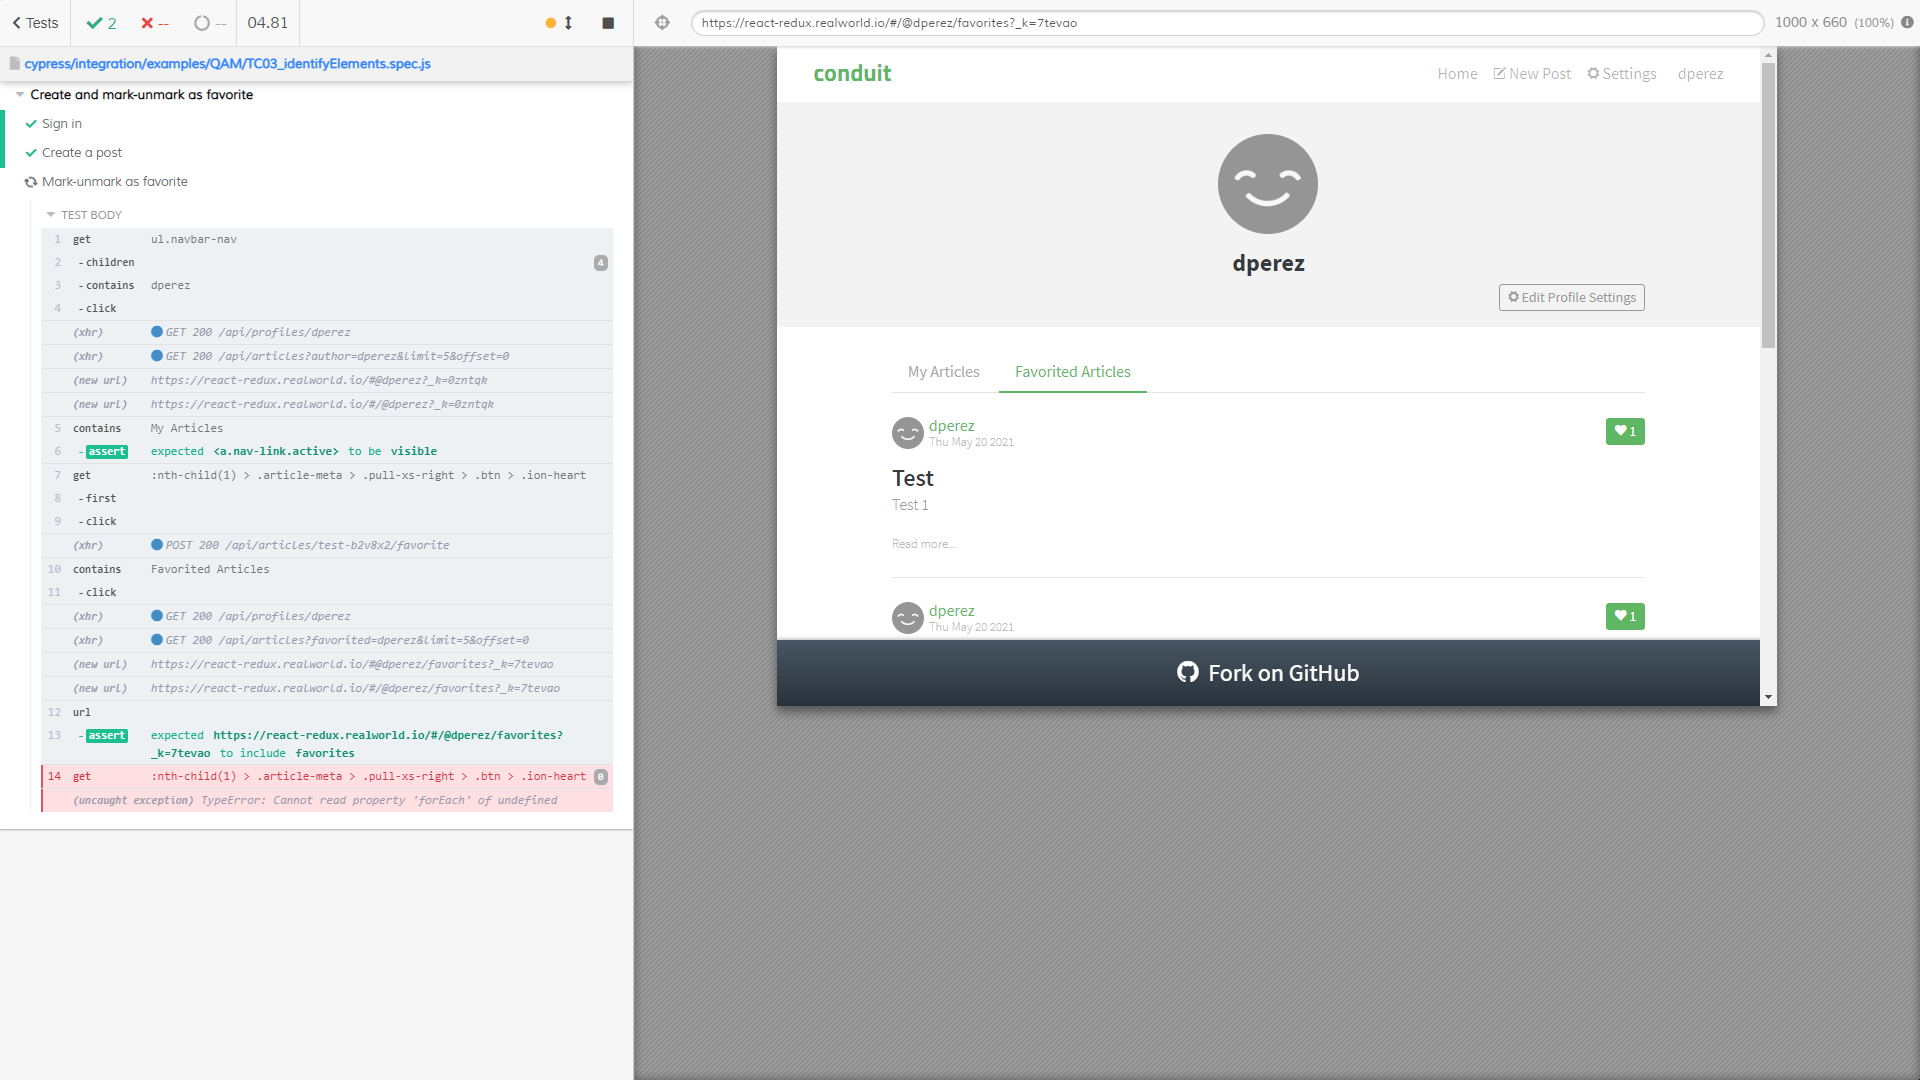 Tests
2
--
--
04.81
https://react-redux.realworld.io/#/@dperez/favorites?_k=7tevao
1000 x 660 (100%)
cypress/integration/examples/QAM/TC03_identifyElements.spec.js
Create and mark-unmark as favorite
Sign in
Create a post
Mark-unmark as favorite
TEST BODY
1 get ul.navbar-nav
2 -children 4
3 -contains dperez
4 -click
(xhr) GET 200 /api/profiles/dperez
(xhr) GET 200 /api/articles?author=dperez&limit=5&offset=0
(new url) https://react-redux.realworld.io/#@dperez?_k=0zntqk
(new url) https://react-redux.realworld.io/#/@dperez?_k=0zntqk
5 contains My Articles
6 -assert expected <a.nav-link.active> to be visible
7 get :nth-child(1) > .article-meta > .pull-xs-right > .btn > .ion-heart
8 -first
9 -click
(xhr) POST 200 /api/articles/test-b2v8x2/favorite
10 contains Favorited Articles
11 -click
(xhr) GET 200 /api/profiles/dperez
(xhr) GET 200 /api/articles?favorited=dperez&limit=5&offset=0
(new url) https://react-redux.realworld.io/#@dperez/favorites?_k=7tevao
(new url) https://react-redux.realworld.io/#/@dperez/favorites?_k=7tevao
12 url
13 -assert expected https://react-redux.realworld.io/#/@dperez/favorites?
_k=7tevao to include favorites
14 get :nth-child(1) > .article-meta > .pull-xs-right > .btn > .ion-heart 0
(uncaught exception) TypeError: Cannot read property 'forEach' of undefined
conduit
Home New Post Settings dperez
dperez
Edit Profile Settings
My Articles Favorited Articles
dperez
Thu May 20 2021
1
Test
Test 1
Read more...
dperez
Thu May 20 2021
1
Fork on GitHub